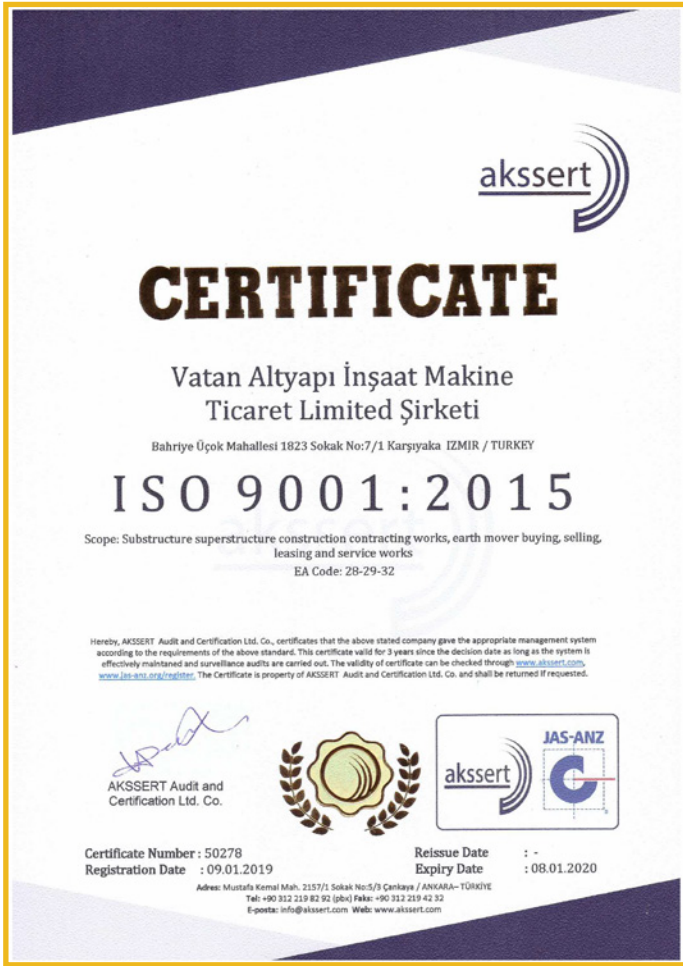 akssert
CERTIFICATE
Vatan Altyapı İnşaat Makine
Ticaret Limited Şirketi
Bahriye Üçok Mahallesi 1823 Sokak No:7/1 Karşıyaka IZMIR / TURKEY
ISO 9001:2015
akssert
Scope: Substructure superstructure construction contracting works, earth mover buying, selling,
leasing and service works
EA Code: 28-29-32
Hereby, AKSSERT Audit and Certification Ltd. Co., certificates that the above stated company gave the appropriate management system
according to the requirements of the above standard. This certificate valid for 3 years since the decision date as long as the system is
effectively maintaned and surveillance audits are carried out. The validity of certificate can be checked through www.akssert.com,
www.jas-anz.org/register. The Certificate is property of AKSSERT Audit and Certification Ltd. Co. and shall be returned if requested.
AKSSERT Audit and
Certification Ltd. Co.
akssert
JAS-ANZ
Certificate Number : 50278
Registration Date : 09.01.2019
Reissue Date : -
Expiry Date : 08.01.2020
Adres: Mustafa Kemal Mah. 2157/1 Sokak No:5/3 Çankaya / ANKARA– TÜRKİYE
Tel: +90 312 219 82 92 (pbx) Faks: +90 312 219 42 32
E-posta: info@akssert.com Web: www.akssert.com